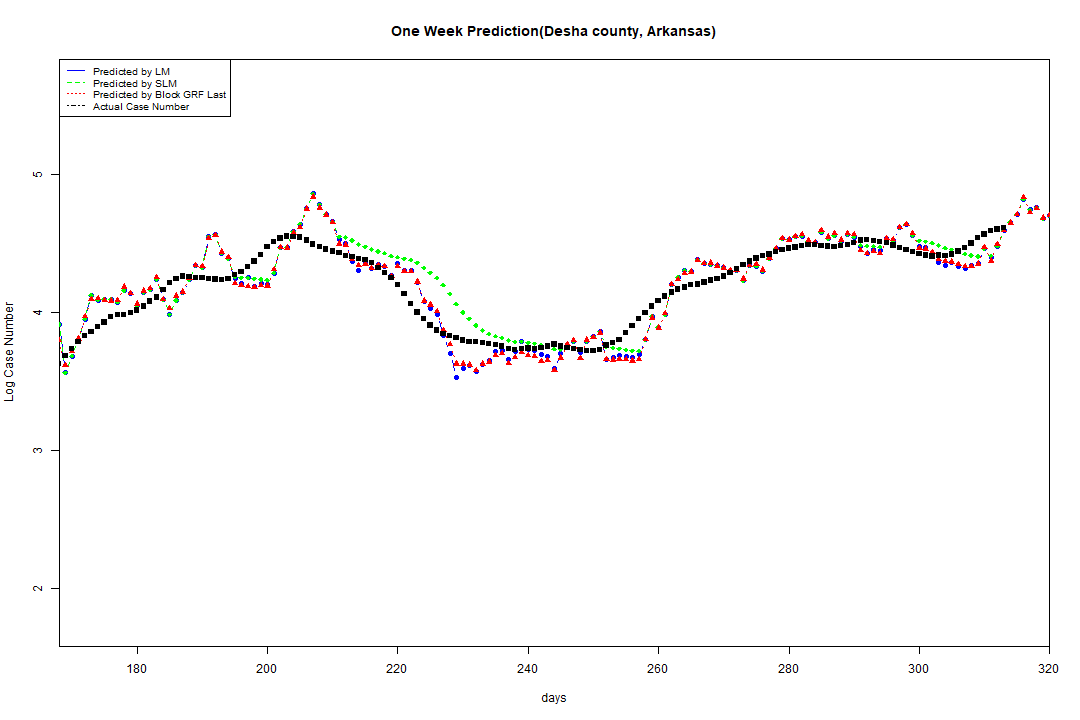 One Week Prediction(Desha county, Arkansas)
Predicted by LM
Predicted by SLM
Predicted by Block GRF Last
Actual Case Number
5
4
3
2
Log Case Number
180 200 220 240 260 280 300 320
days